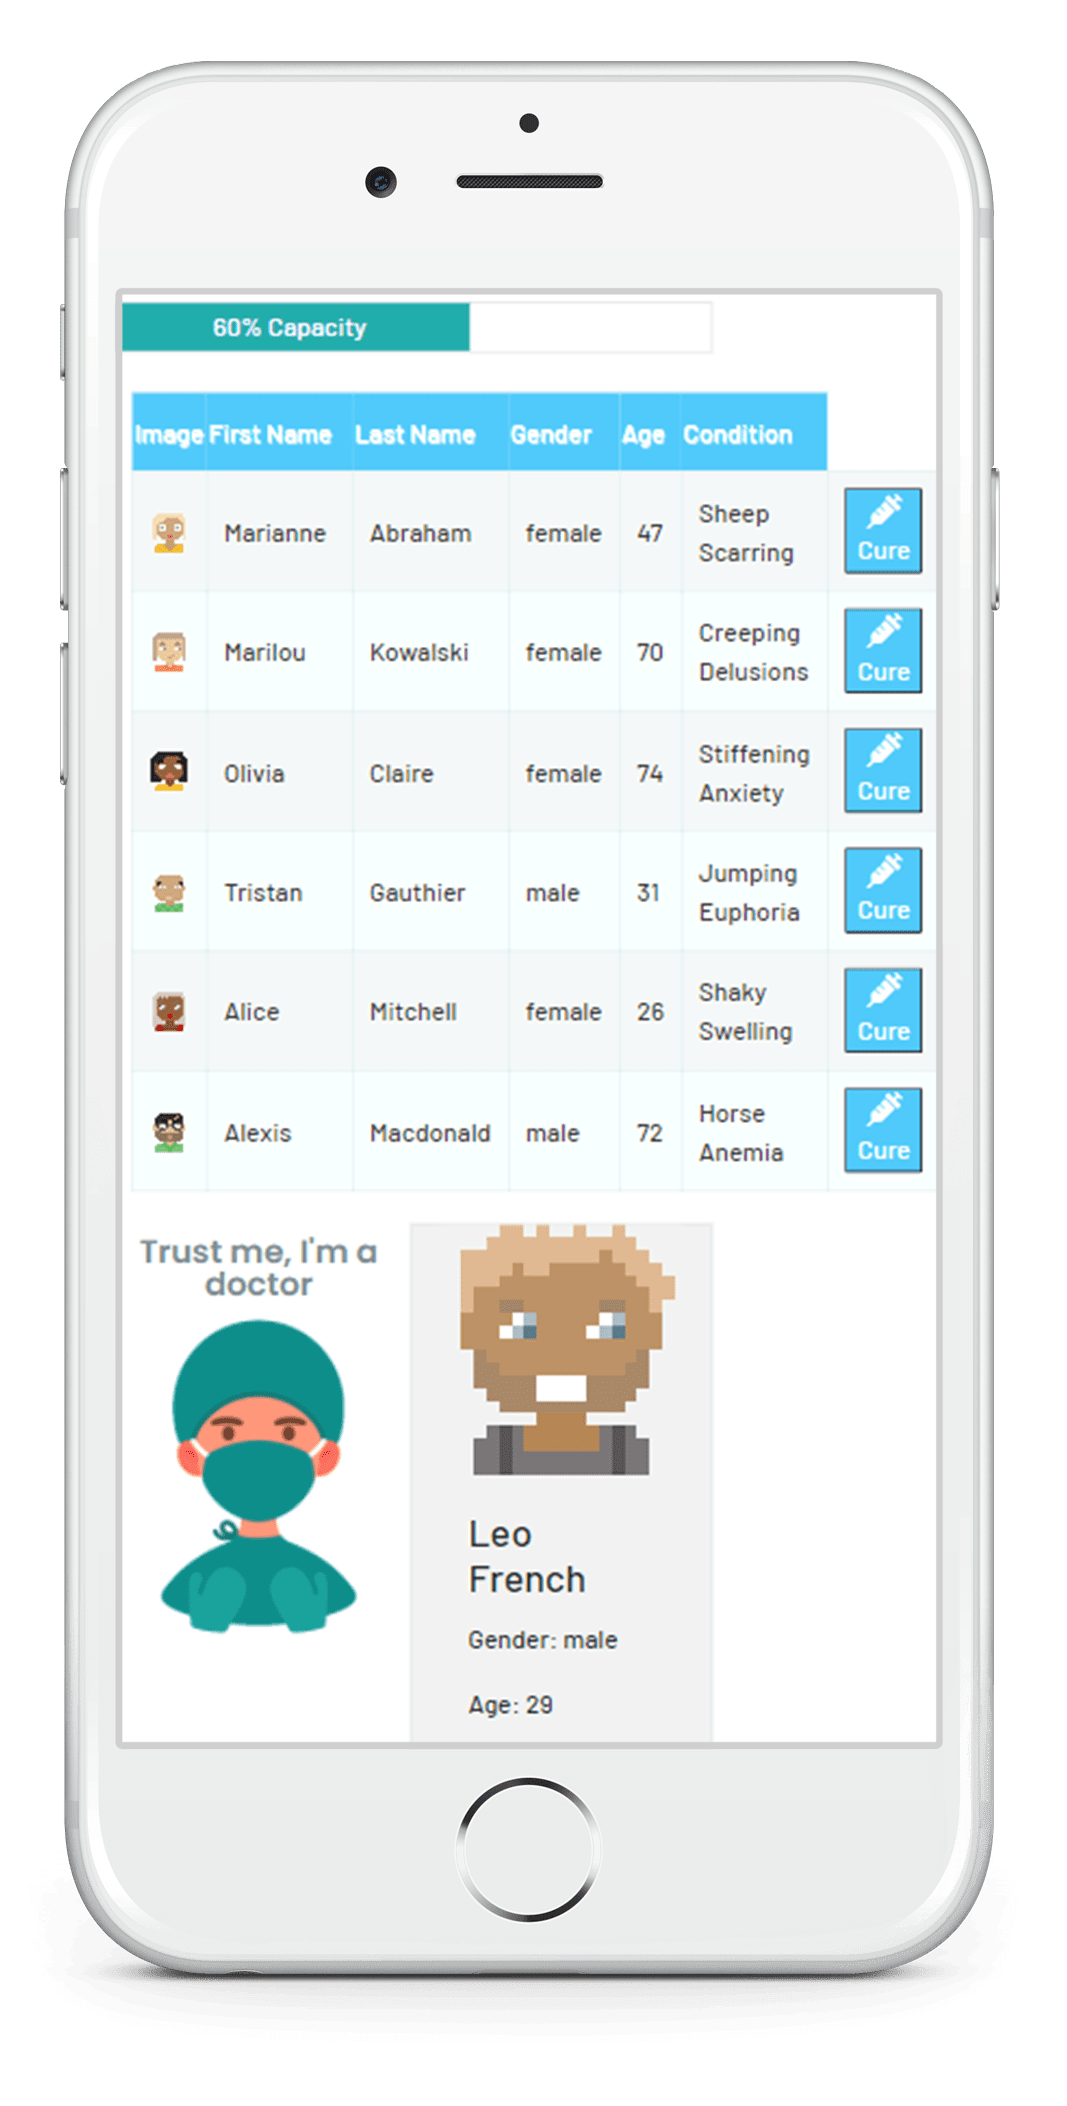 60% Capacity
Image First Name Last Name Gender Age Condition
Marianne Abraham female 47 Sheep Scarring Cure
Marilou Kowalski female 70 Creeping Delusions Cure
Olivia Claire female 74 Stiffening Anxiety Cure
Tristan Gauthier male 31 Jumping Euphoria Cure
Alice Mitchell female 26 Shaky Swelling Cure
Alexis Macdonald male 72 Horse Anemia Cure
Trust me, I'm a
doctor
Leo
French
Gender: male
Age: 29